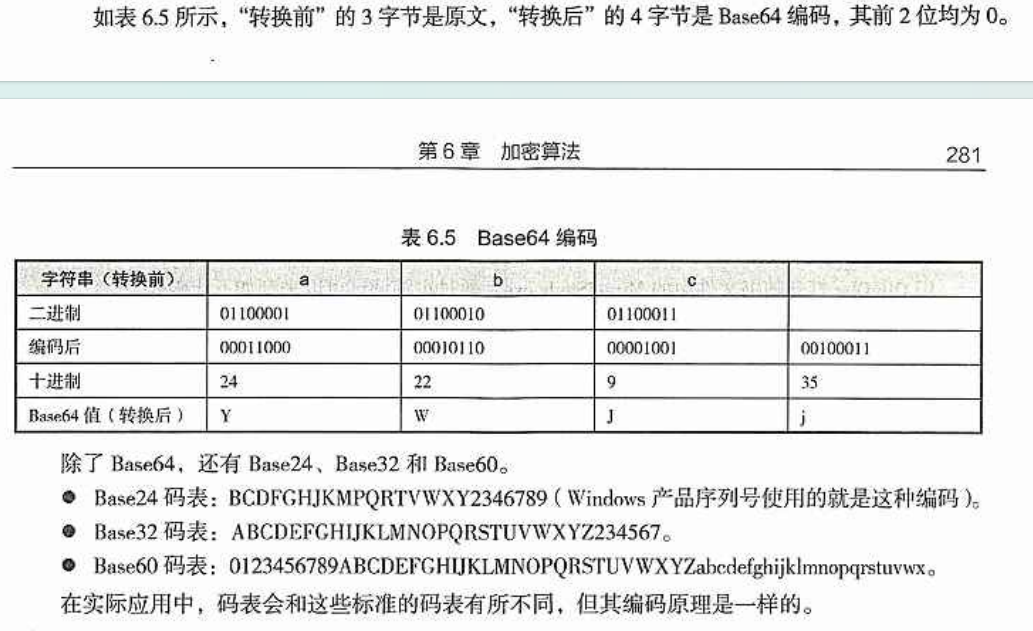 如表 6.5 所示，“转换前”的 3 字节是原文，“转换后”的 4 字节是 Base64 编码，其前 2 位均为 0。
第 6 章 加密算法 281
表 6.5 Base64 编码
字符串（转换前） a b c
二进制 01100001 01100010 01100011
编码后 00011000 00010110 00001001 00100011
十进制 24 22 9 35
Base64 值（转换后） Y W J j
除了 Base64，还有 Base24、Base32 和 Base60。
● Base24 码表：BCDFGHJKMPQRTVWXY2346789（Windows 产品序列号使用的就是这种编码）。
● Base32 码表：ABCDEFGHIJKLMNOPQRSTUVWXYZ234567。
● Base60 码表：0123456789ABCDEFGHIJKLMNOPQRSTUVWXYZabcdefghijklmnopqrstuvwx。
在实际应用中，码表会和这些标准的码表有所不同，但其编码原理是一样的。